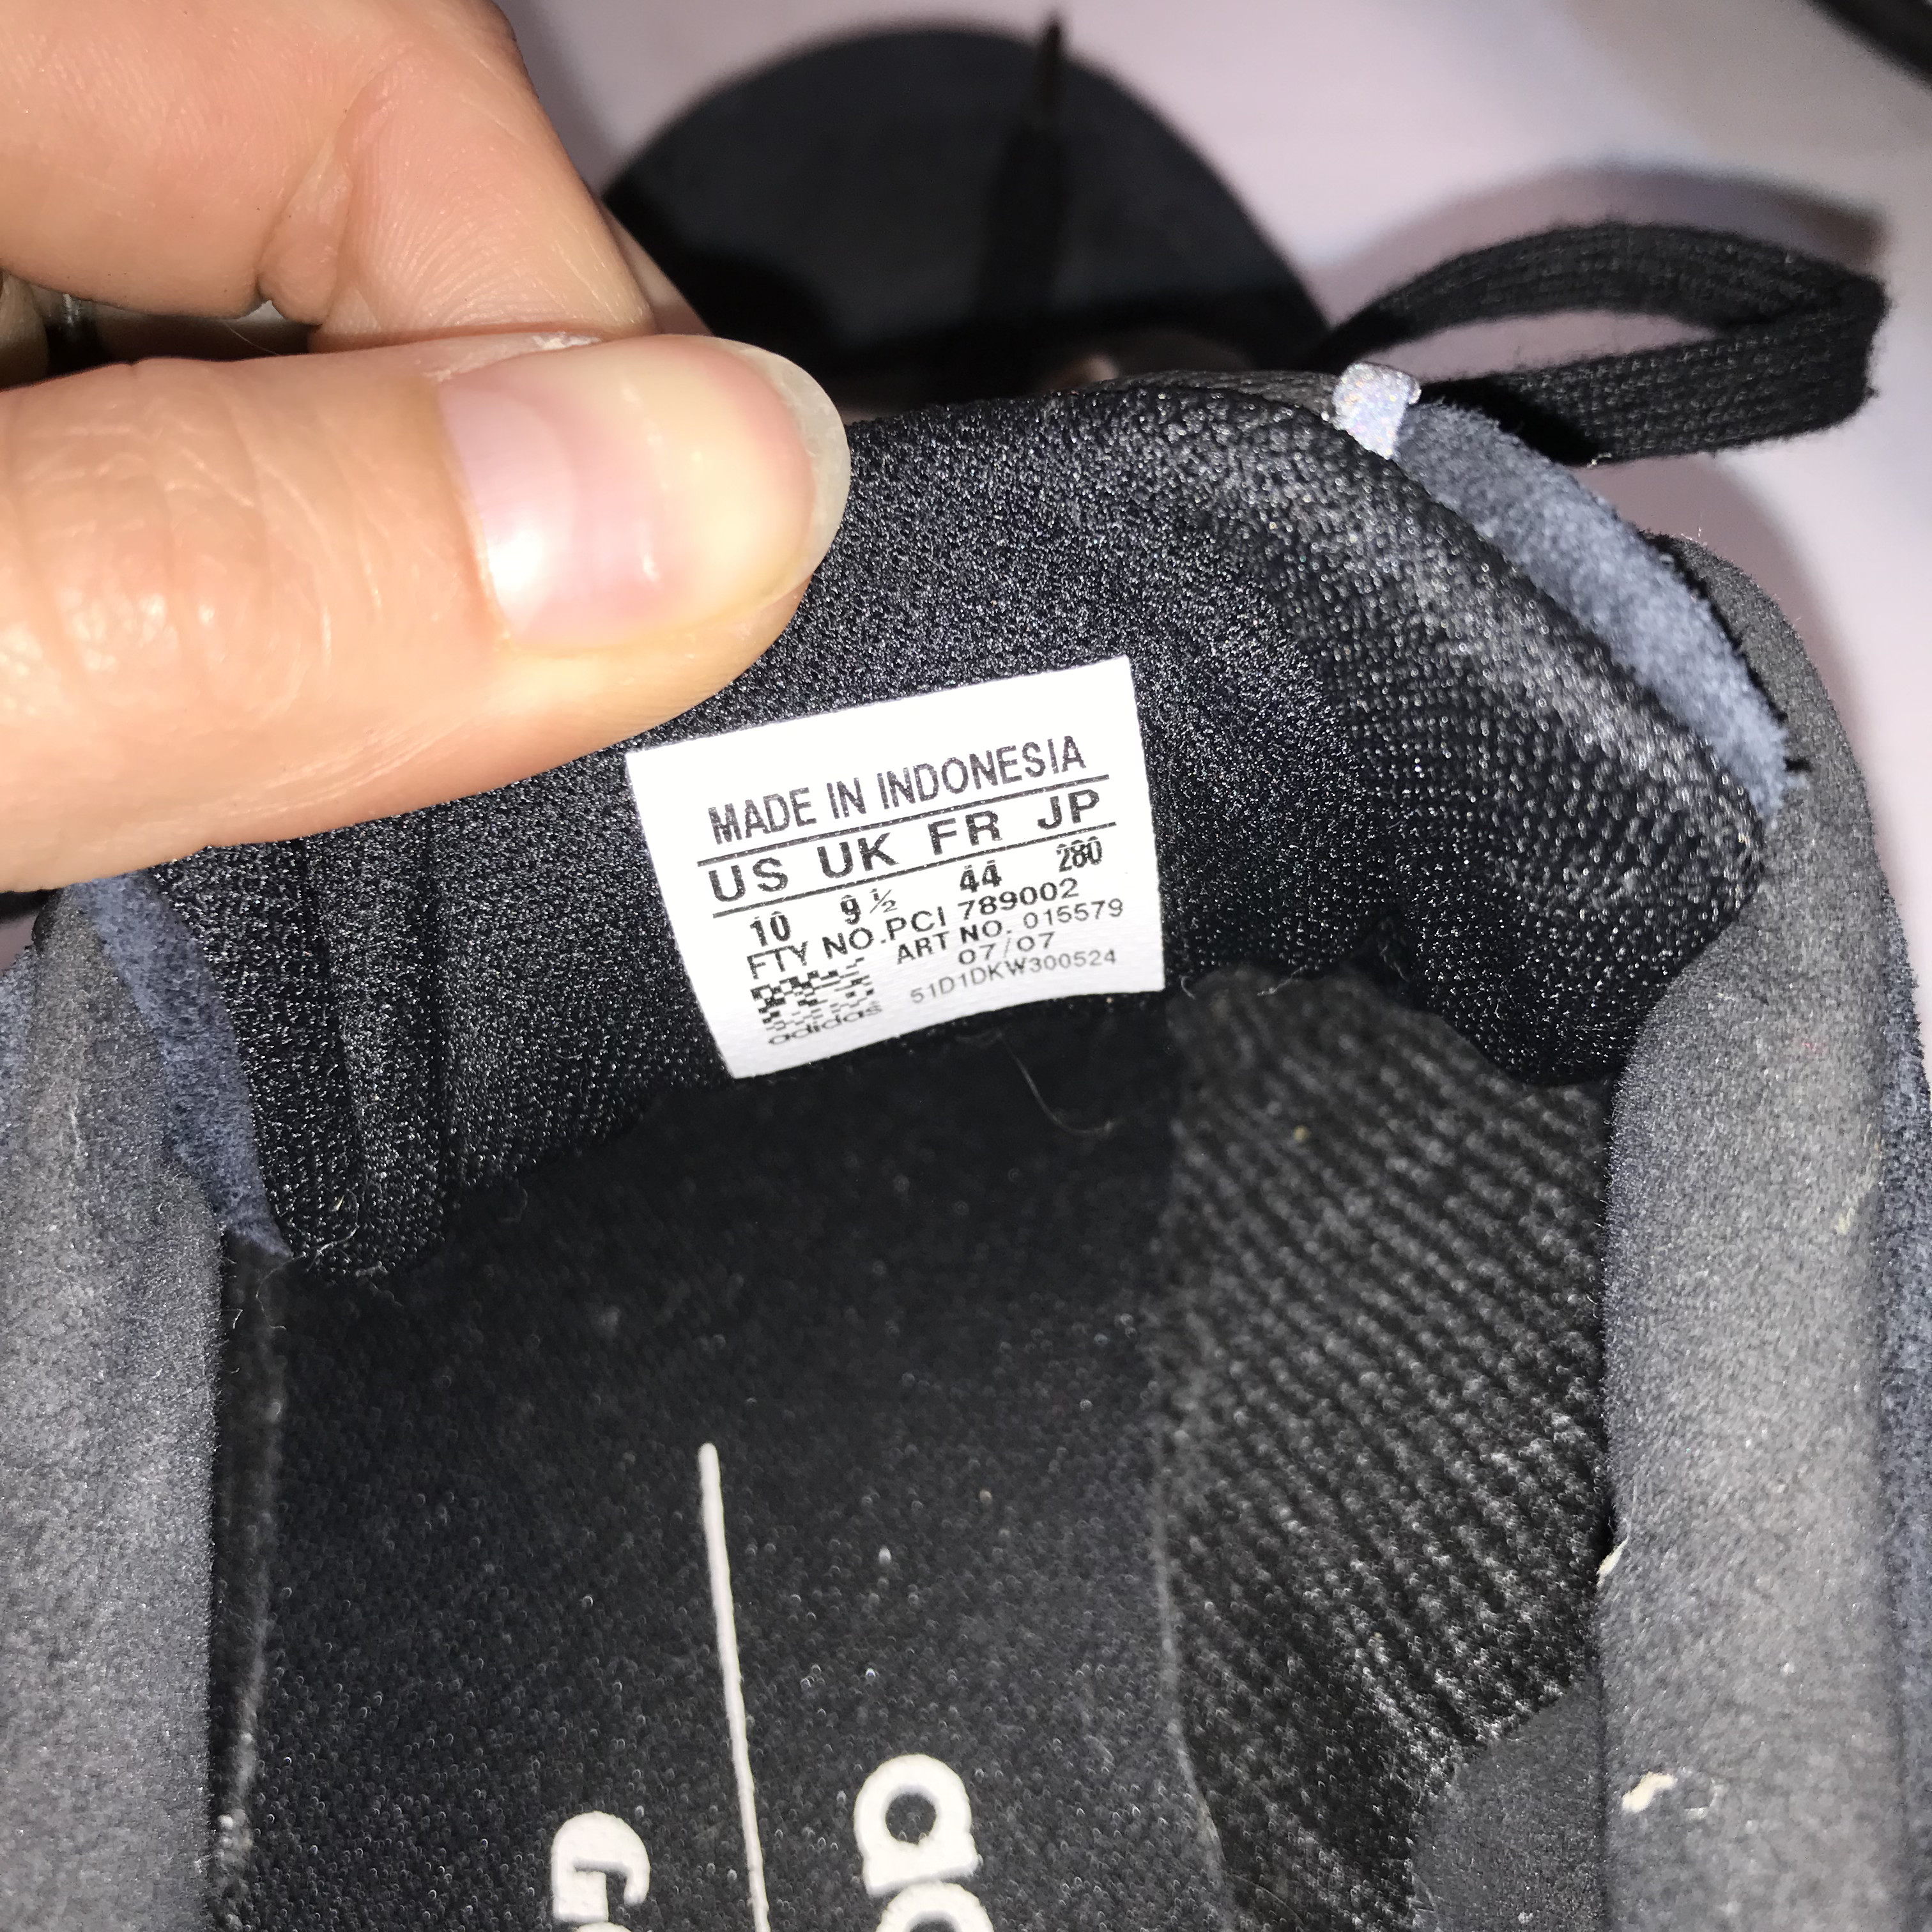 MADE IN INDONESIA
US UK FR JP
10 9½ 44 280
FTY NO.PCI 789002
ART NO. 015579
07/07
adidas 51D1DKW300524